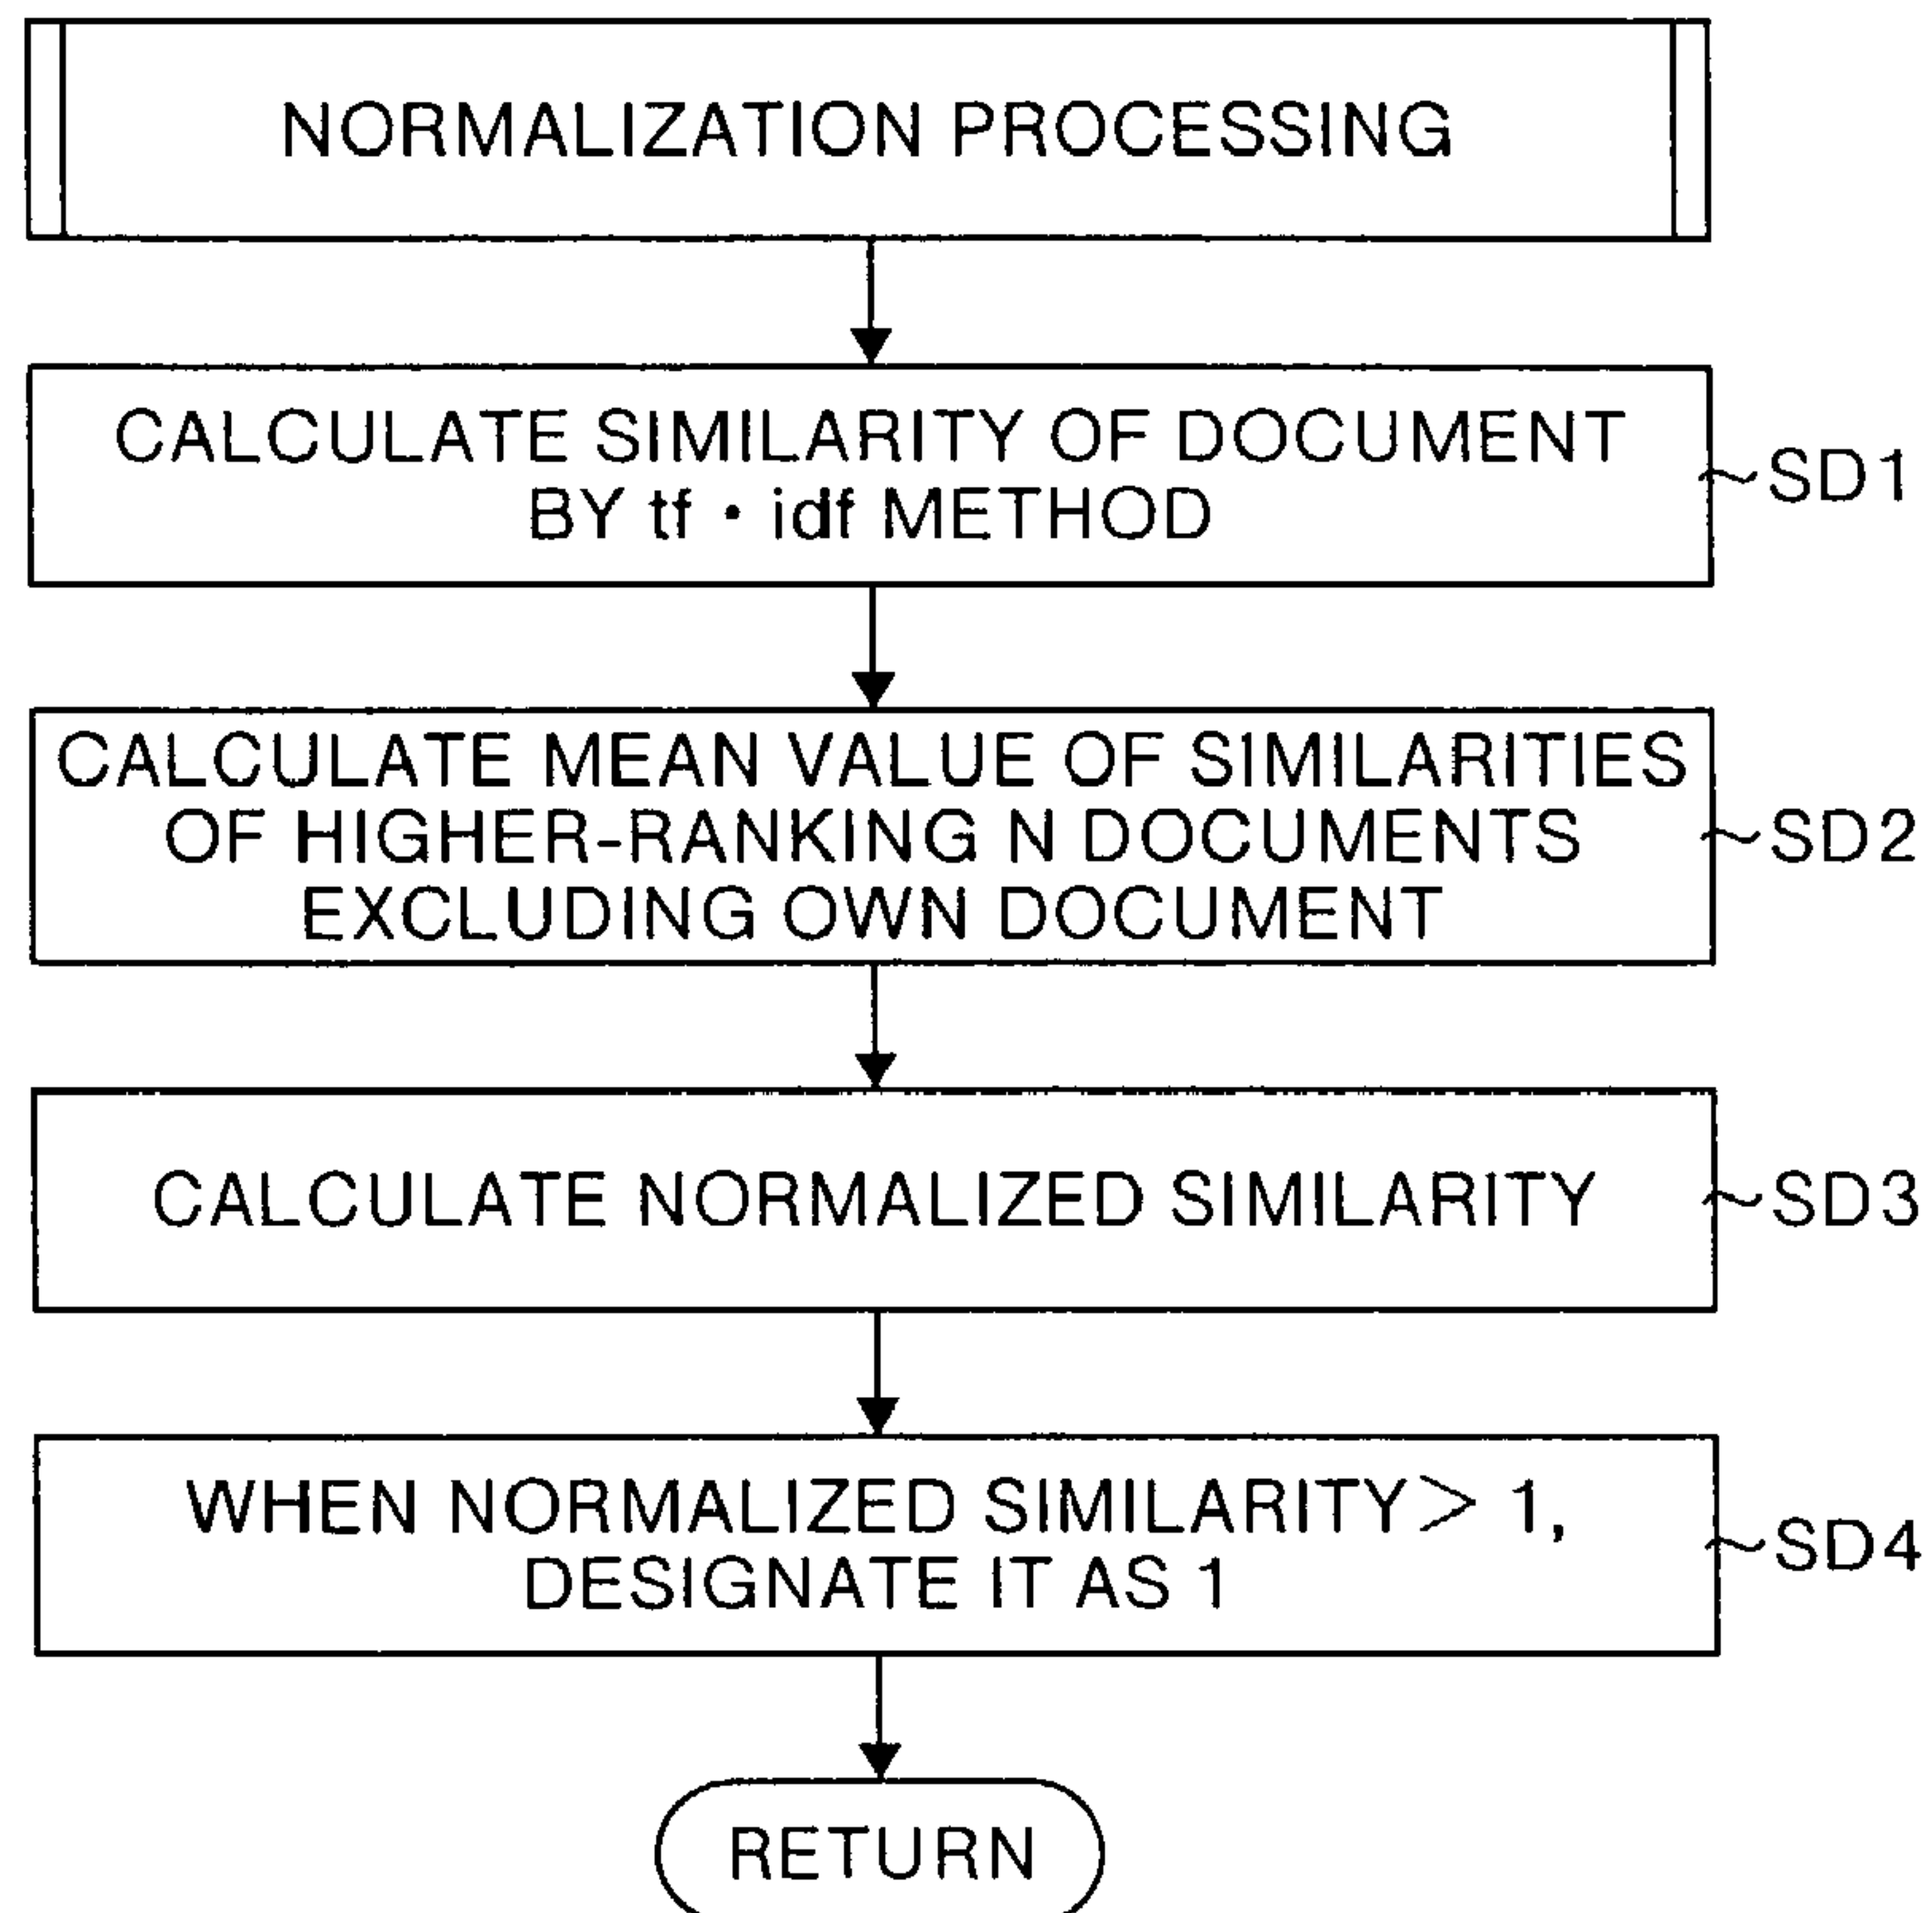 NORMALIZATION PROCESSING
CALCULATE SIMILARITY OF DOCUMENT
BY tf · idf METHOD
SD1
CALCULATE MEAN VALUE OF SIMILARITIES
OF HIGHER-RANKING N DOCUMENTS
EXCLUDING OWN DOCUMENT
SD2
CALCULATE NORMALIZED SIMILARITY
SD3
WHEN NORMALIZED SIMILARITY > 1,
DESIGNATE IT AS 1
SD4
RETURN